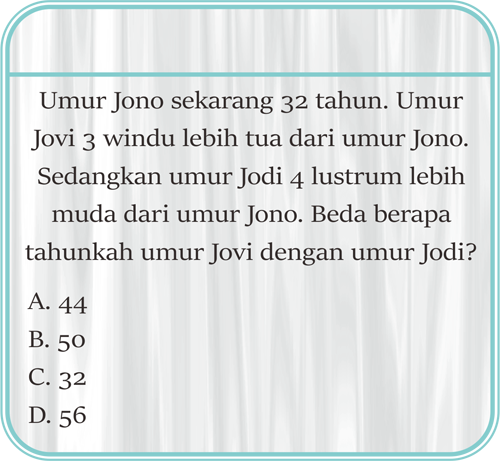 Umur Jono sekarang 32 tahun. Umur
Jovi 3 windu lebih tua dari umur Jono.
Sedangkan umur Jodi 4 lustrum lebih
muda dari umur Jono. Beda berapa
tahunkah umur Jovi dengan umur Jodi?
A. 44
B. 50
C. 32
D. 56